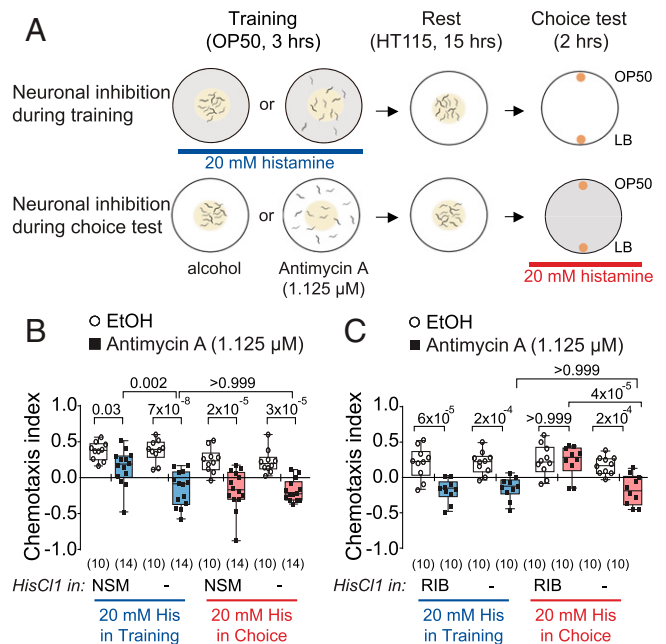 A
Training
(OP50, 3 hrs)
Rest
(HT115, 15 hrs)
Choice test
(2 hrs)
Neuronal inhibition
during training
or
OP50
LB
20 mM histamine
Neuronal inhibition
during choice test
or
OP50
LB
alcohol
Antimycin A
(1.125 μM)
20 mM histamine
B
EtOH
Antimycin A (1.125 μM)
0.002
>0.999
0.03
7x10-8
2x10-5
3x10-5
Chemotaxis index
1.0
0.5
0.0
-0.5
-1.0
(10) (14) (10) (14) (10) (14) (10) (14)
HisCl1 in: NSM - NSM -
20 mM His
in Training
20 mM His
in Choice
C
EtOH
Antimycin A (1.125 μM)
>0.999
4x10-5
6x105
2x10-4
>0.999
2x10-4
Chemotaxis index
1.0
0.5
0.0
-0.5
-1.0
(10) (10) (10) (10) (10) (10) (10) (10)
HisCl1 in: RIB - RIB -
20 mM His
in Training
20 mM His
in Choice